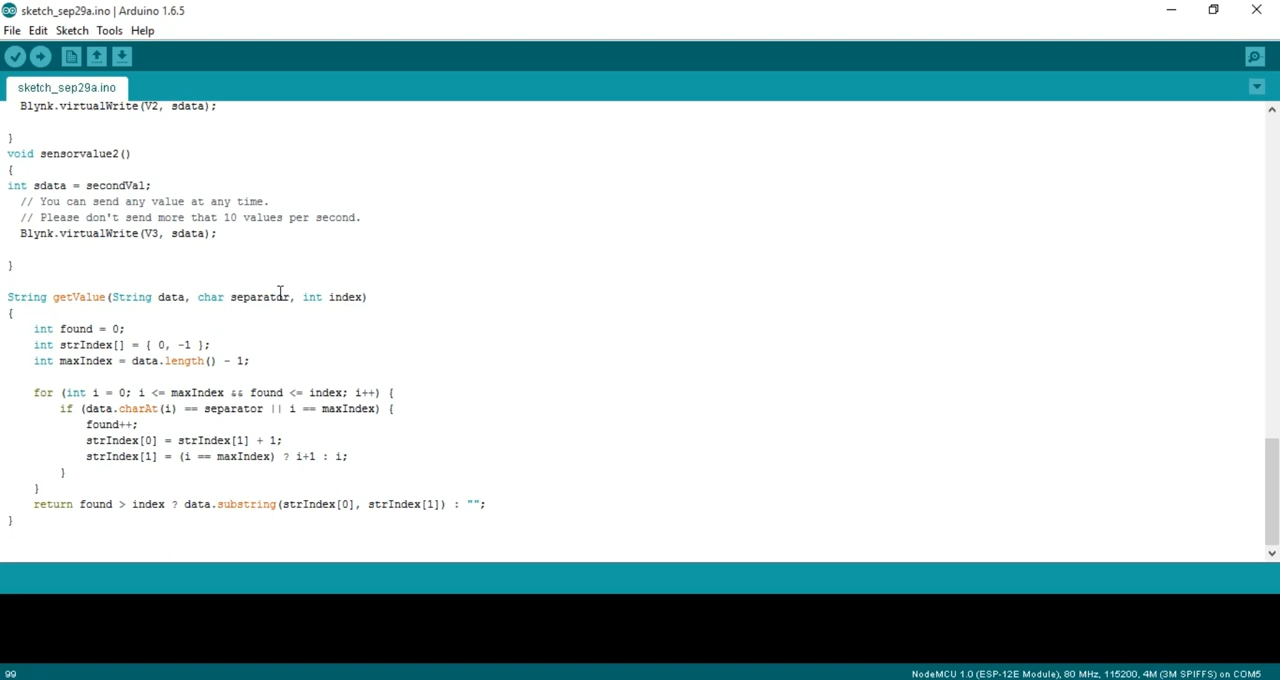 sketch_sep29a.ino | Arduino 1.6.5
File Edit Sketch Tools Help
sketch_sep29a.ino
Blynk.virtualWrite(V2, sdata);
}
void sensorvalue2()
{
int sdata = secondVal;
// You can send any value at any time.
// Please don't send more that 10 values per second.
Blynk.virtualWrite(V3, sdata);
}
String getValue(String data, char separator, int index)
{
int found = 0;
int strIndex[] = { 0, -1 };
int maxIndex = data.length() - 1;
for (int i = 0; i <= maxIndex && found <= index; i++) {
if (data.charAt(i) == separator || i == maxIndex) {
found++;
strIndex[0] = strIndex[1] + 1;
strIndex[1] = (i == maxIndex) ? i+1 : i;
}
}
return found > index ? data.substring(strIndex[0], strIndex[1]) : "";
}
99
NodeMCU 1.0 (ESP-12E Module), 80 MHz, 115200, 4M (3M SPIFFS) on COM5